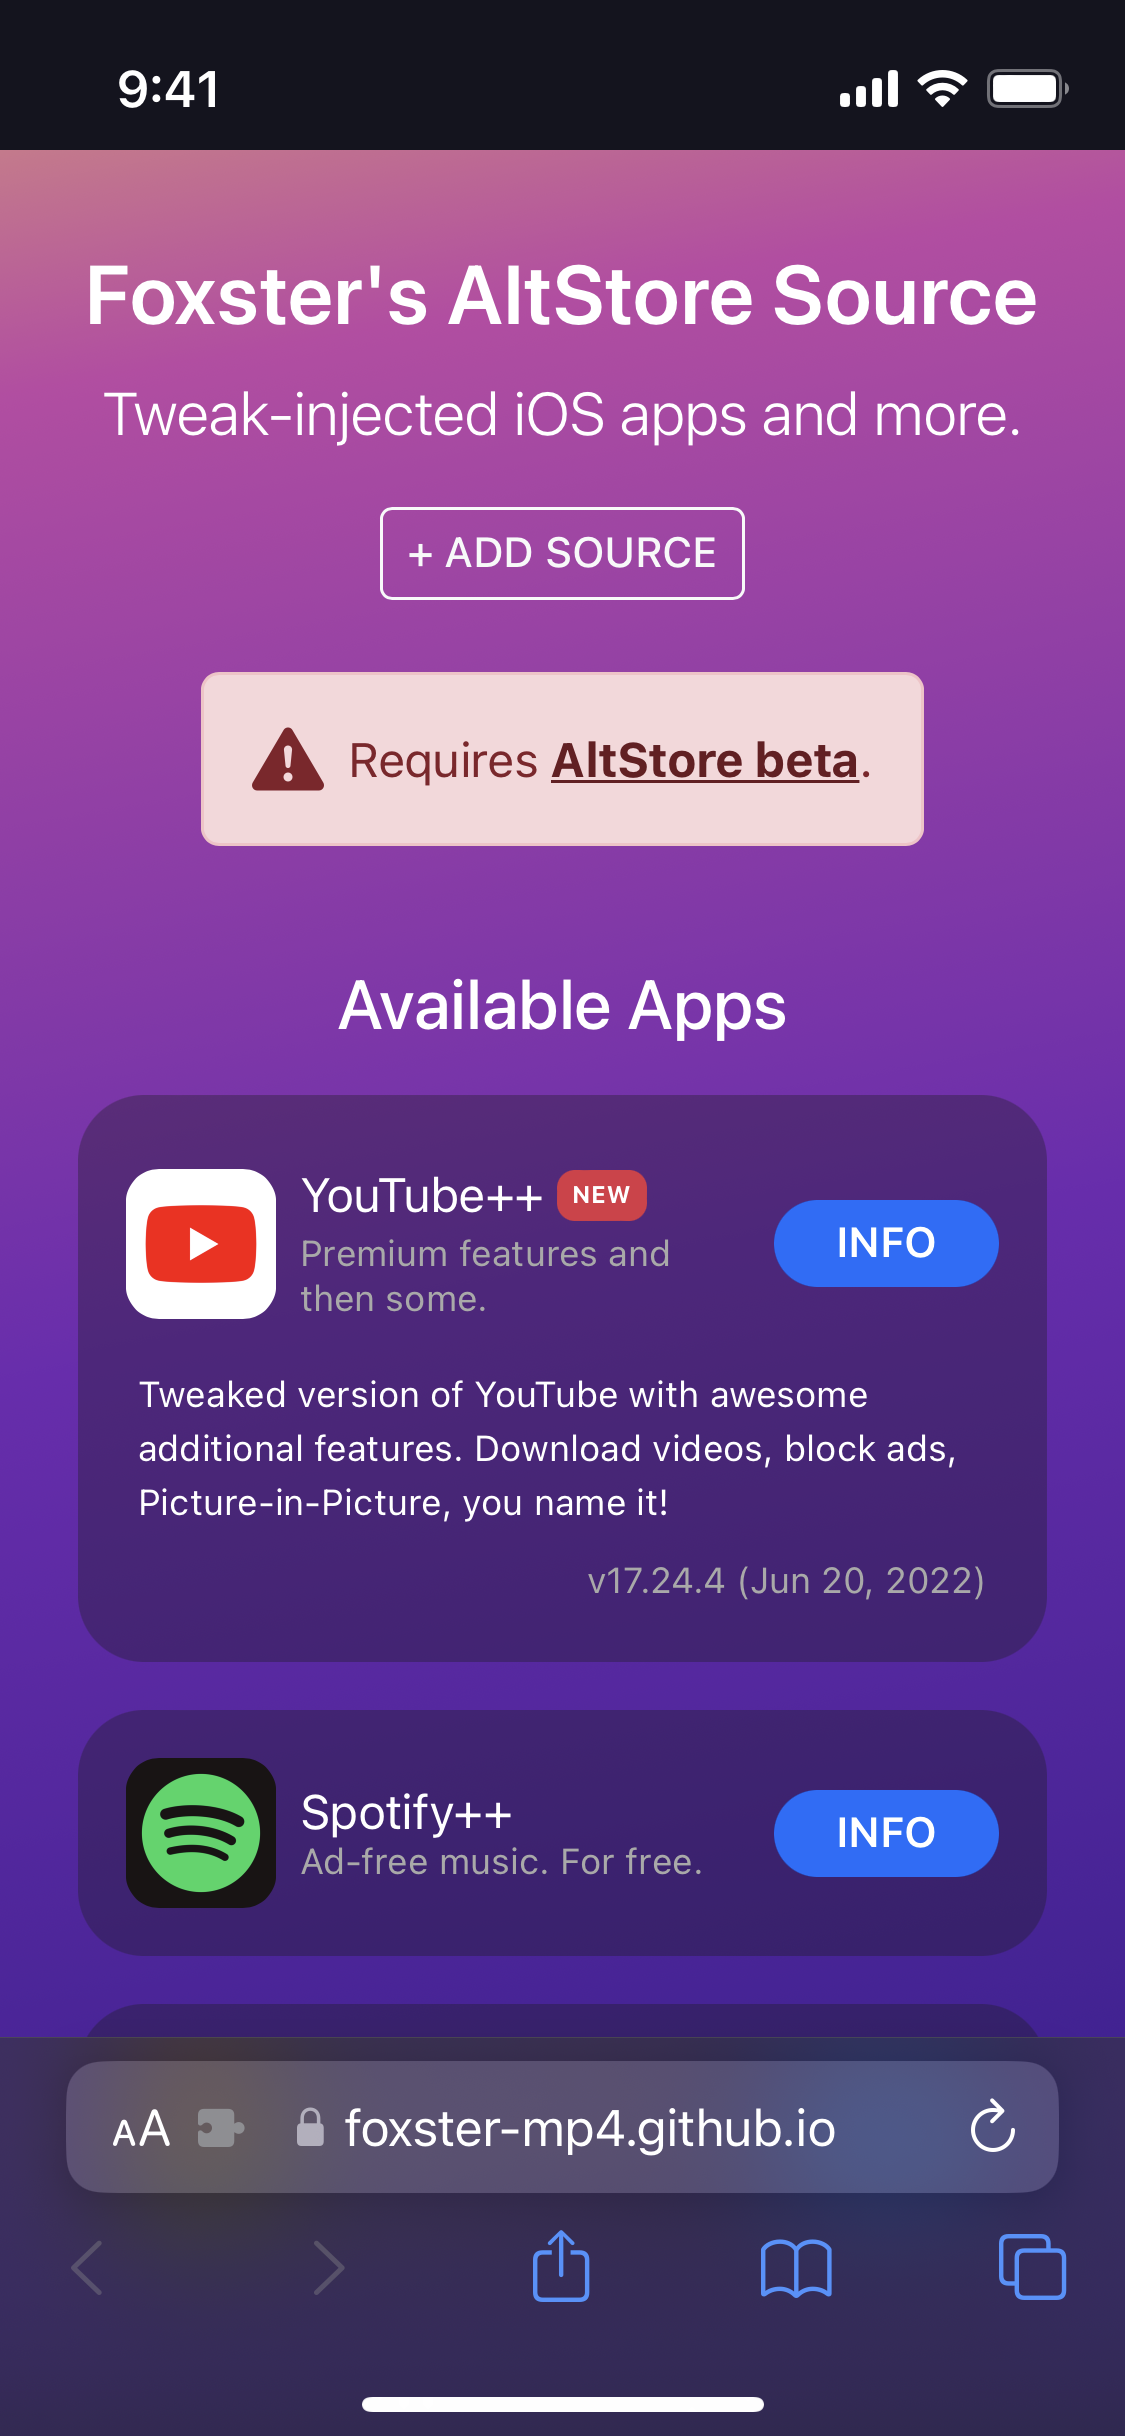 9:41
Foxster's AltStore Source
Tweak-injected iOS apps and more.
+ ADD SOURCE
Requires AltStore beta.
Available Apps
YouTube++ NEW
Premium features and
then some.
INFO
Tweaked version of YouTube with awesome
additional features. Download videos, block ads,
Picture-in-Picture, you name it!
v17.24.4 (Jun 20, 2022)
Spotify++
Ad-free music. For free.
INFO
AA foxster-mp4.github.io